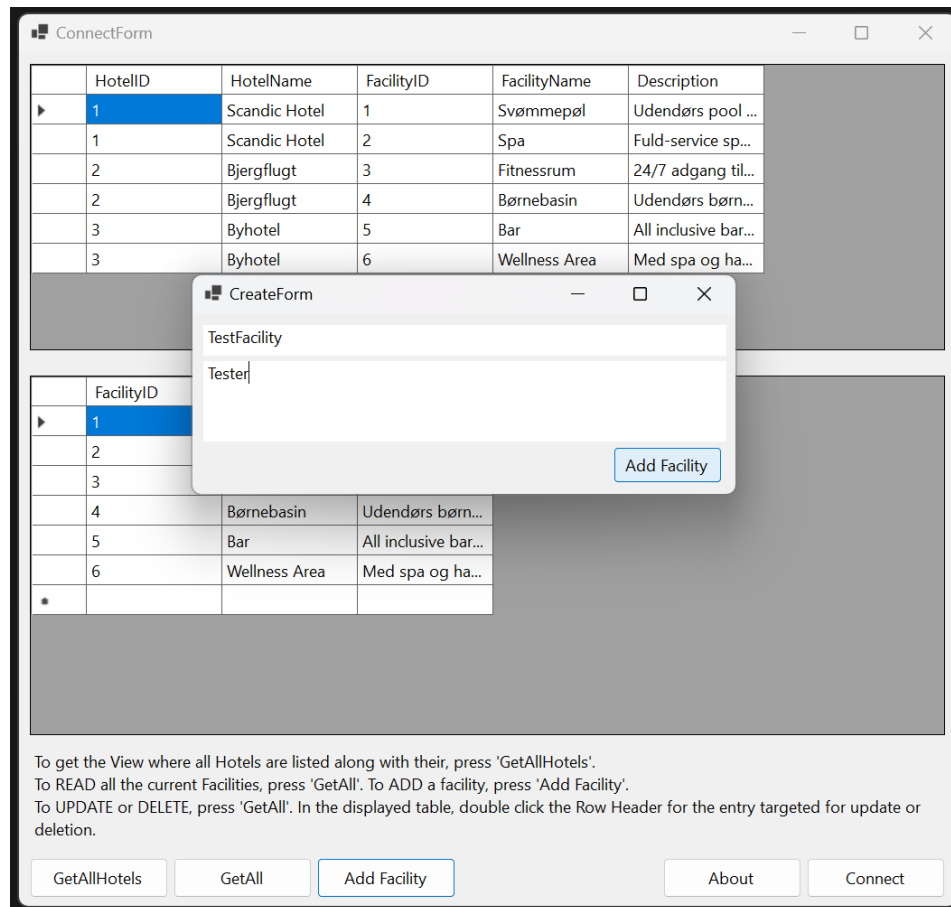 ConnectForm
HotelID HotelName FacilityID FacilityName Description
1 Scandic Hotel 1 Svømmepøl Udendørs pool ...
1 Scandic Hotel 2 Spa Fuld-service sp...
2 Bjergflugt 3 Fitnessrum 24/7 adgang til...
2 Bjergflugt 4 Børnebasin Udendørs børn...
3 Byhotel 5 Bar All inclusive bar...
3 Byhotel 6 Wellness Area Med spa og ha...
CreateForm
TestFacility
Tester
Add Facility
FacilityID
1
2
3
4 Børnebasin Udendørs børn...
5 Bar All inclusive bar...
6 Wellness Area Med spa og ha...
To get the View where all Hotels are listed along with their, press 'GetAllHotels'.
To READ all the current Facilities, press 'GetAll'. To ADD a facility, press 'Add Facility'.
To UPDATE or DELETE, press 'GetAll'. In the displayed table, double click the Row Header for the entry targeted for update or
deletion.
GetAllHotels GetAll Add Facility About Connect